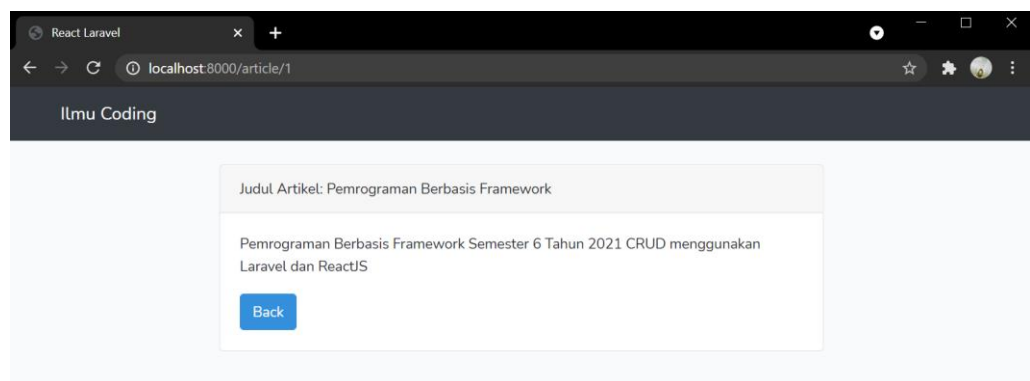 React Laravel
localhost:8000/article/1
Ilmu Coding
Judul Artikel: Pemrograman Berbasis Framework
Pemrograman Berbasis Framework Semester 6 Tahun 2021 CRUD menggunakan
Laravel dan ReactJS
Back